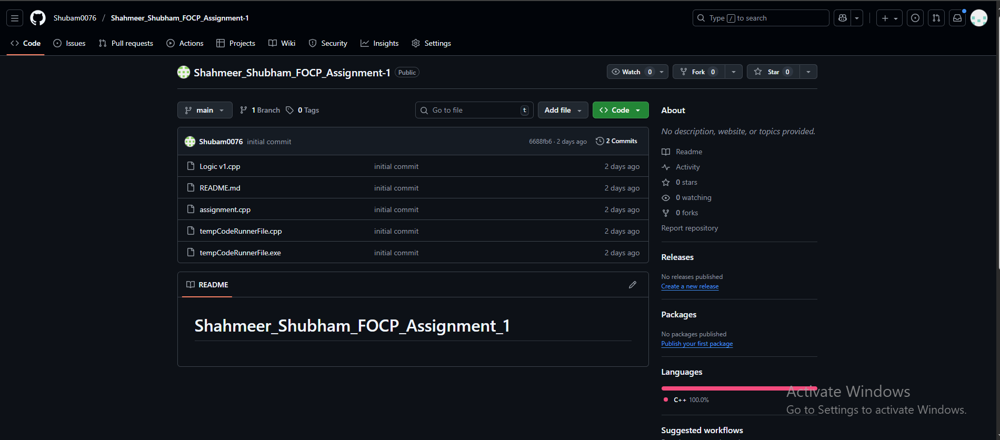 Shubam0076 / Shahmeer_Shubham_FOCP_Assignment-1
Type / to search
Code Issues Pull requests Actions Projects Wiki Security Insights Settings
Shahmeer_Shubham_FOCP_Assignment-1 Public
Watch 0 Fork 0 Star 0
main 1 Branch 0 Tags Go to file t Add file Code
Shubam0076 initial commit 6688fb6 · 2 days ago 2 Commits
Logic v1.cpp initial commit 2 days ago
README.md initial commit 2 days ago
assignment.cpp initial commit 2 days ago
tempCodeRunnerFile.cpp initial commit 2 days ago
tempCodeRunnerFile.exe initial commit 2 days ago
README
Shahmeer_Shubham_FOCP_Assignment_1
About
No description, website, or topics provided.
Readme
Activity
0 stars
0 watching
0 forks
Report repository
Releases
No releases published
Create a new release
Packages
No packages published
Publish your first package
Languages
C++ 100.0%
Activate Windows
Go to Settings to activate Windows.
Suggested workflows